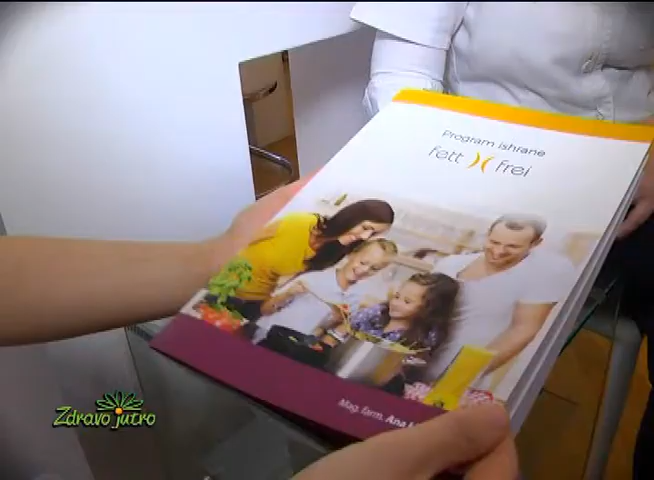 Program ishrane
fett frei
Mag. farm. Ana
Zdravo jutro